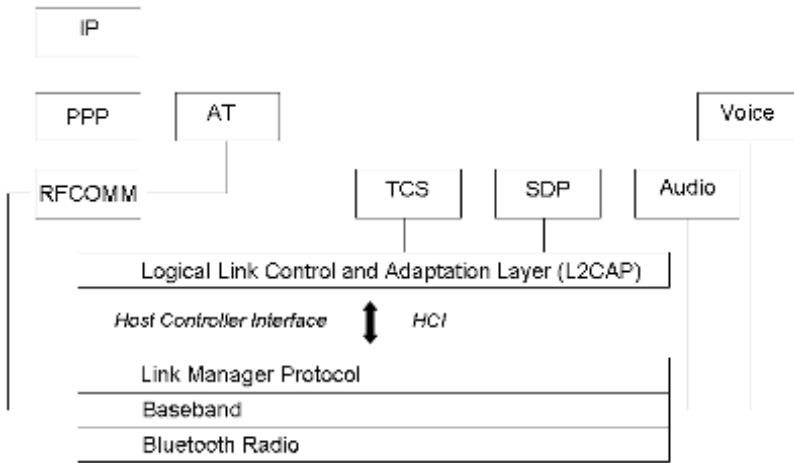 IP
PPP
AT
Voice
RFCOMM
TCS
SDP
Audio
Logical Link Control and Adaptation Layer (L2CAP)
Host Controller Interface HCI
Link Manager Protocol
Baseband
Bluetooth Radio